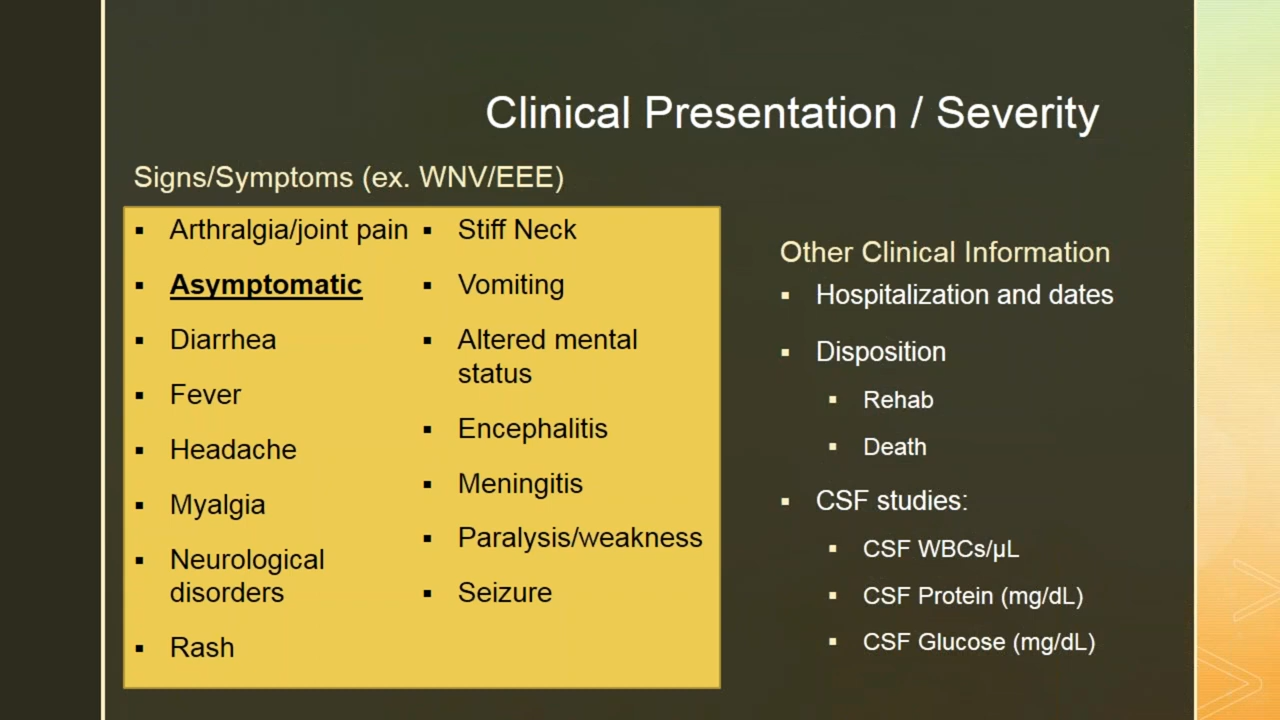 Clinical Presentation / Severity
Signs/Symptoms (ex. WNV/EEE)
▪ Arthralgia/joint pain
▪ Asymptomatic
▪ Diarrhea
▪ Fever
▪ Headache
▪ Myalgia
▪ Neurological
disorders
▪ Rash
▪ Stiff Neck
▪ Vomiting
▪ Altered mental
status
▪ Encephalitis
▪ Meningitis
▪ Paralysis/weakness
▪ Seizure
Other Clinical Information
▪ Hospitalization and dates
▪ Disposition
▪ Rehab
▪ Death
▪ CSF studies:
▪ CSF WBCs/µL
▪ CSF Protein (mg/dL)
▪ CSF Glucose (mg/dL)